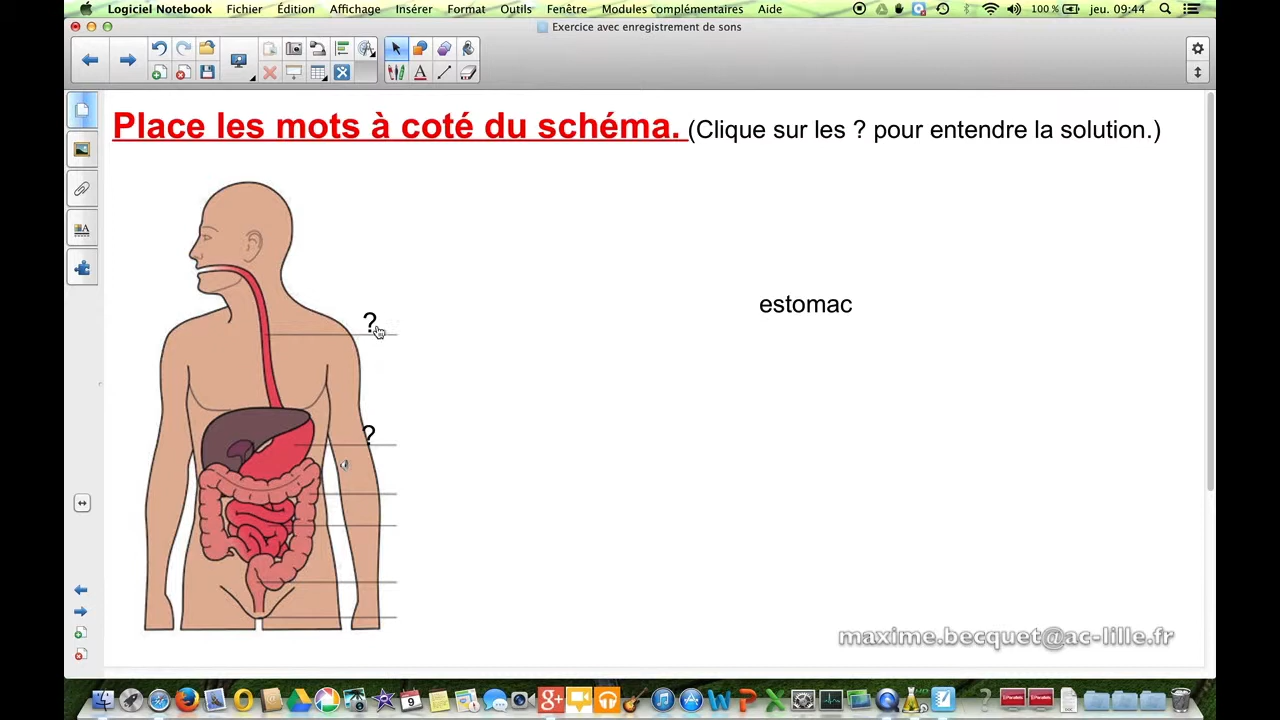 Logiciel Notebook Fichier Édition Affichage Insérer Format Outils Fenêtre Modules complémentaires Aide 100 % jeu. 09:44
Exercice avec enregistrement de sons
Place les mots à coté du schéma. (Clique sur les ? pour entendre la solution.)
estomac
?
?
maxime.becquet@ac-lille.fr